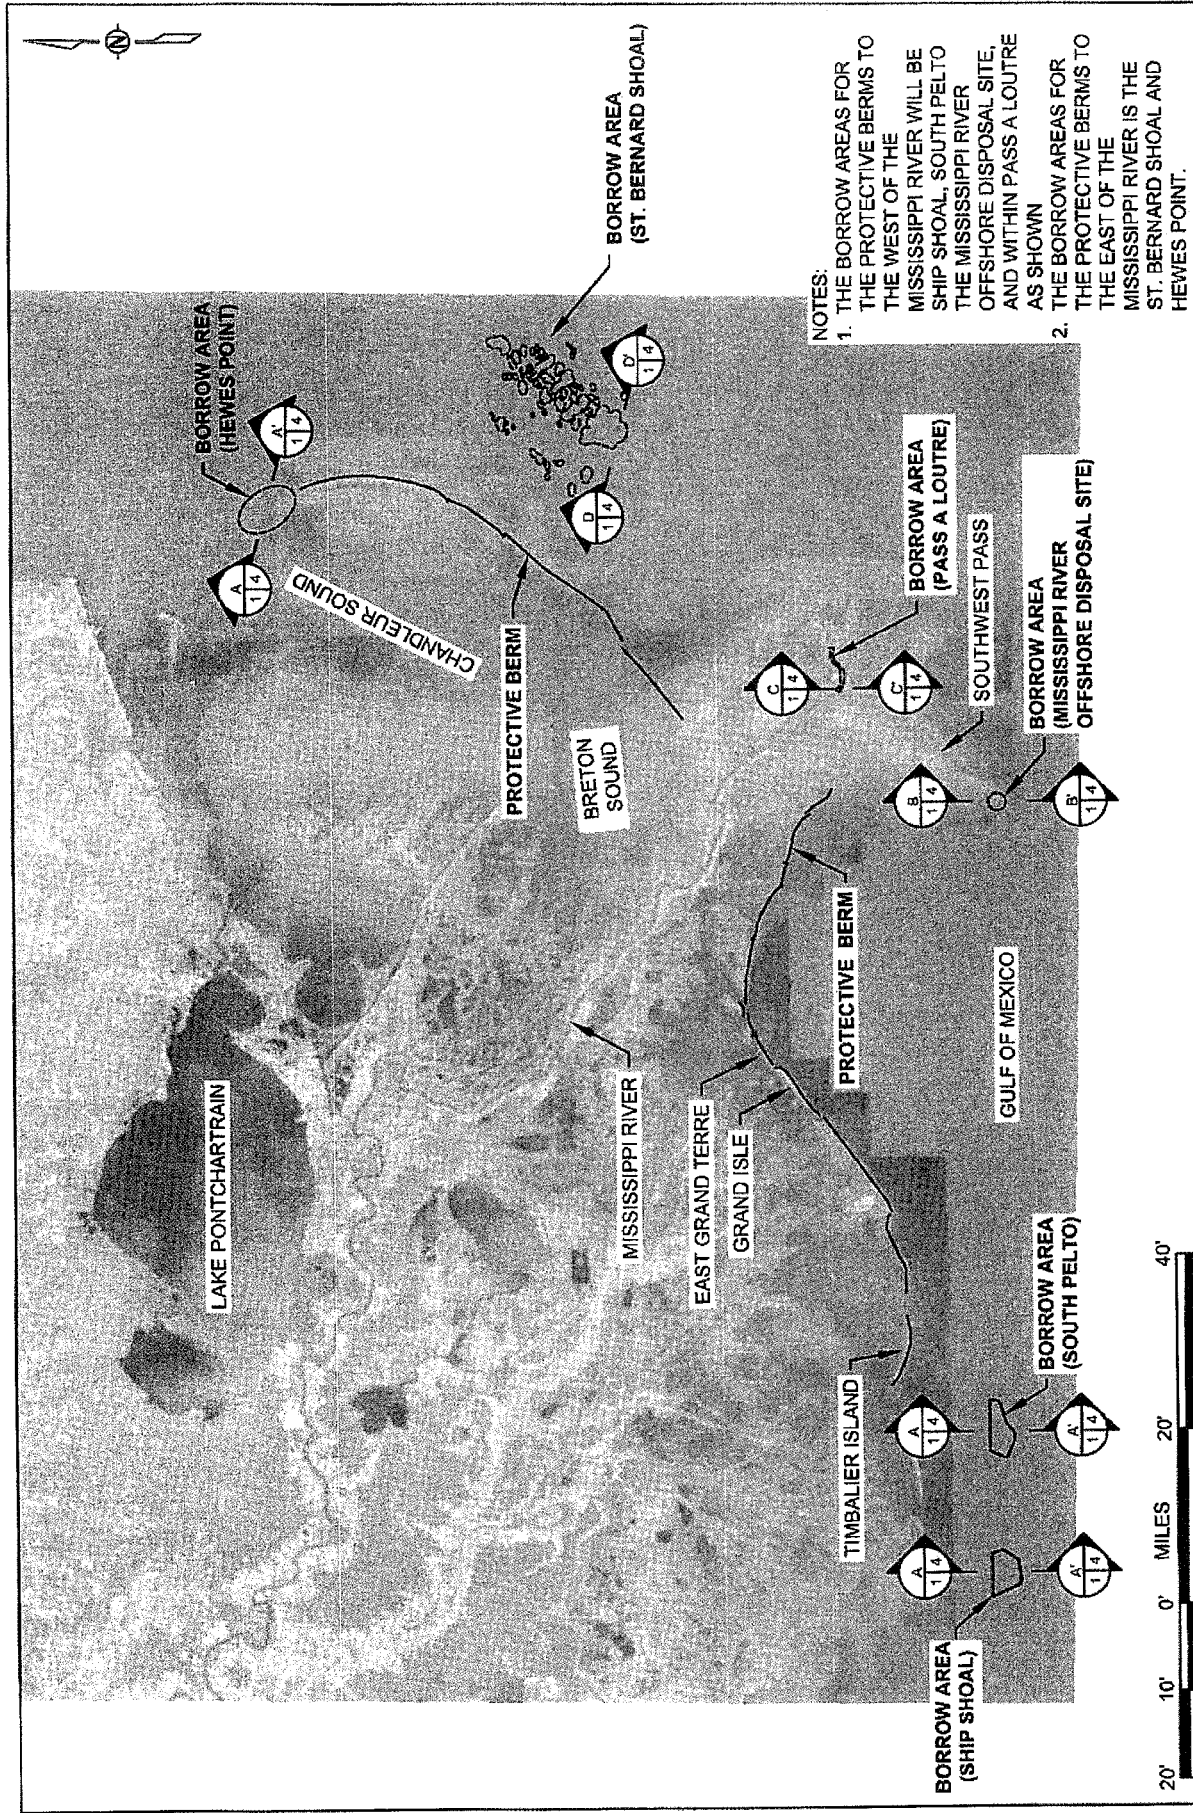 N
BORROW AREA
(HEWES POINT)
A
1 4
A'
1 4
CHANDLEUR SOUND
LAKE PONTCHARTRAIN
BORROW AREA
(ST. BERNARD SHOAL)
D
1 4
D'
1 4
PROTECTIVE BERM
BRETON
SOUND
MISSISSIPPI RIVER
EAST GRAND TERRE
GRAND ISLE
C
1 4
C'
1 4
BORROW AREA
(PASS A LOUTRE)
SOUTHWEST PASS
BORROW AREA
(MISSISSIPPI RIVER
OFFSHORE DISPOSAL SITE)
B
1 4
B'
1 4
PROTECTIVE BERM
GULF OF MEXICO
TIMBALIER ISLAND
A
1 4
A'
1 4
BORROW AREA
(SOUTH PELTO)
A
1 4
A'
1 4
BORROW AREA
(SHIP SHOAL)
NOTES:
1. THE BORROW AREAS FOR
THE PROTECTIVE BERMS TO
THE WEST OF THE
MISSISSIPPI RIVER WILL BE
SHIP SHOAL, SOUTH PELTO
THE MISSISSIPPI RIVER
OFFSHORE DISPOSAL SITE,
AND WITHIN PASS A LOUTRE
AS SHOWN
2. THE BORROW AREAS FOR
THE PROTECTIVE BERMS TO
THE EAST OF THE
MISSISSIPPI RIVER IS THE
ST. BERNARD SHOAL AND
HEWES POINT.
20' 10' 0' MILES 20' 40'